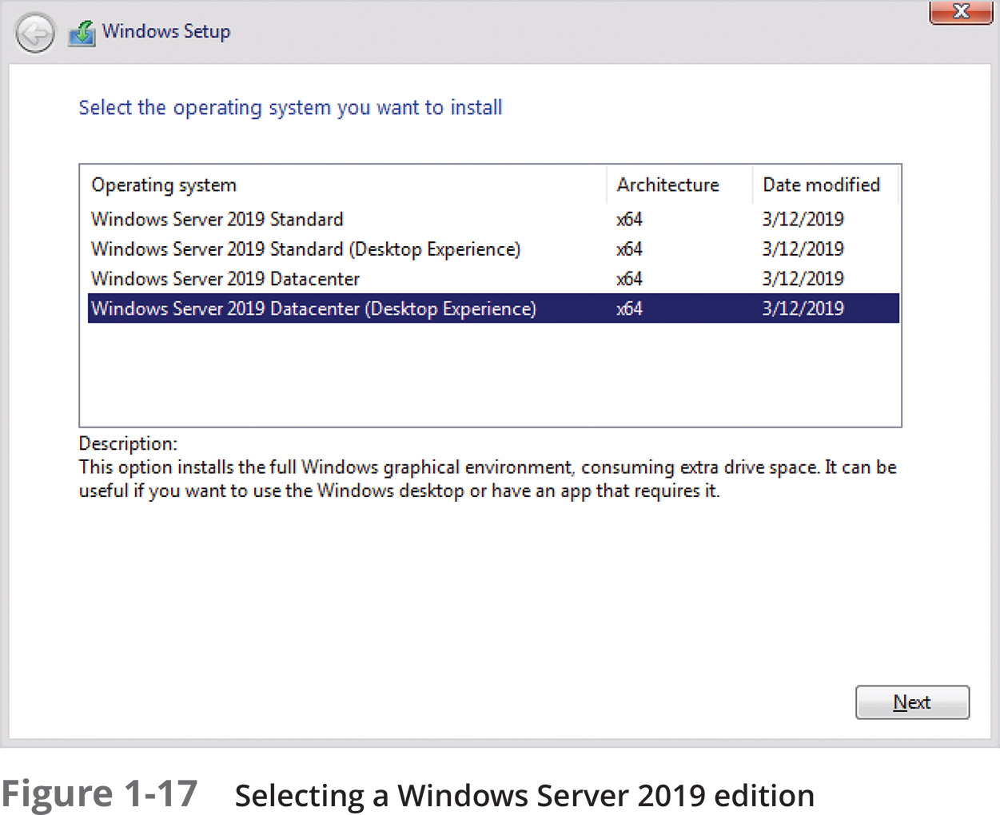 Windows Setup
Select the operating system you want to install
Operating system Architecture Date modified
Windows Server 2019 Standard x64 3/12/2019
Windows Server 2019 Standard (Desktop Experience) x64 3/12/2019
Windows Server 2019 Datacenter x64 3/12/2019
Windows Server 2019 Datacenter (Desktop Experience) x64 3/12/2019
Description:
This option installs the full Windows graphical environment, consuming extra drive space. It can be
useful if you want to use the Windows desktop or have an app that requires it.
Next
Figure 1-17 Selecting a Windows Server 2019 edition